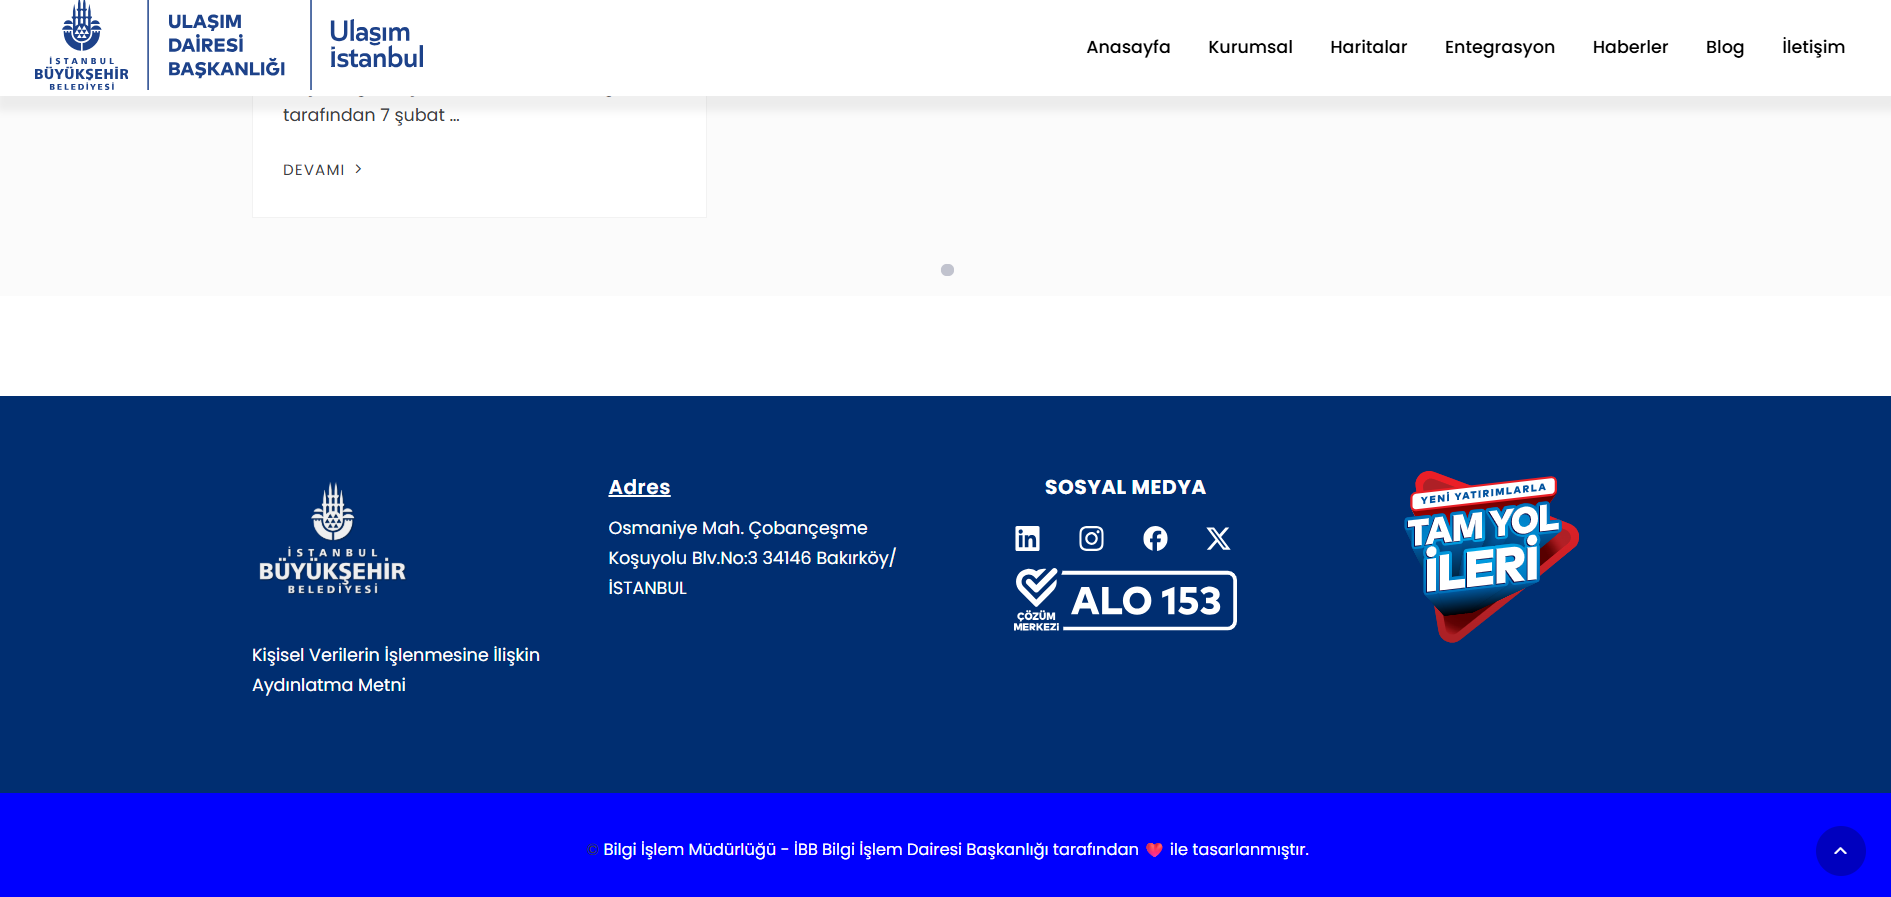 İSTANBUL
BÜYÜKŞEHİR
BELEDİYESİ
ULAŞIM
DAİRESİ
BAŞKANLIĞI
Ulaşım
istanbul
Anasayfa Kurumsal Haritalar Entegrasyon Haberler Blog İletişim
tarafından 7 şubat ...
DEVAMI
İSTANBUL
BÜYÜKŞEHİR
BELEDİYESİ
Kişisel Verilerin İşlenmesine İlişkin
Aydınlatma Metni
Adres
Osmaniye Mah. Çobançeşme
Koşuyolu Blv.No:3 34146 Bakırköy/
İSTANBUL
SOSYAL MEDYA
ÇÖZÜM
MERKEZİ
ALO 153
YENİ YATIRIMLARLA
TAM YOL
İLERİ
© Bilgi İşlem Müdürlüğü - İBB Bilgi İşlem Dairesi Başkanlığı tarafından ❤️ ile tasarlanmıştır.